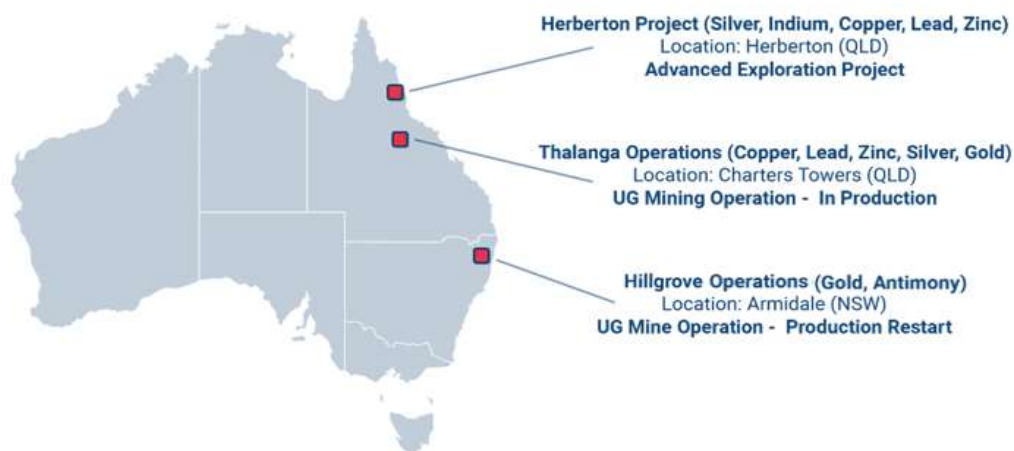 Herberton Project (Silver, Indium, Copper, Lead, Zinc)
Location: Herberton (QLD)
Advanced Exploration Project
Thalanga Operations (Copper, Lead, Zinc, Silver, Gold)
Location: Charters Towers (QLD)
UG Mining Operation - In Production
Hillgrove Operations (Gold, Antimony)
Location: Armidale (NSW)
UG Mine Operation - Production Restart